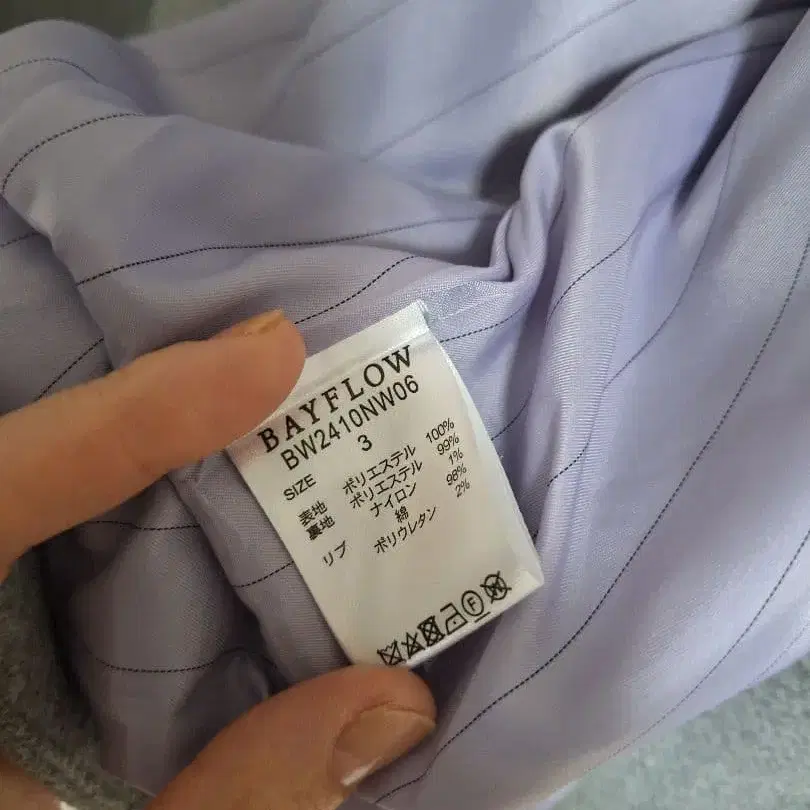 BAYFLOW
BW2410NW06
SIZE 3
表地 ポリエステル 100%
裏地 ポリエステル 99%
ナイロン 1%
リブ 綿 98%
ポリウレタン 2%
F